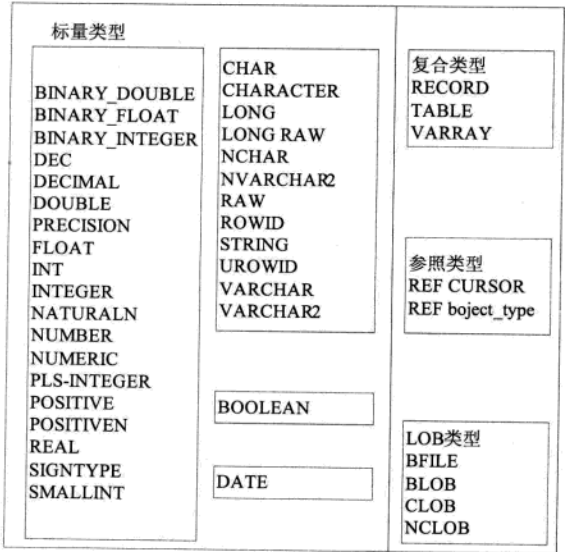 标量类型
BINARY_DOUBLE
BINARY_FLOAT
BINARY_INTEGER
DEC
DECIMAL
DOUBLE
PRECISION
FLOAT
INT
INTEGER
NATURALN
NUMBER
NUMERIC
PLS-INTEGER
POSITIVE
POSITIVEN
REAL
SIGNTYPE
SMALLINT
CHAR
CHARACTER
LONG
LONG RAW
NCHAR
NVARCHAR2
RAW
ROWID
STRING
UROWID
VARCHAR
VARCHAR2
BOOLEAN
DATE
复合类型
RECORD
TABLE
VARRAY
参照类型
REF CURSOR
REF boject_type
LOB类型
BFILE
BLOB
CLOB
NCLOB